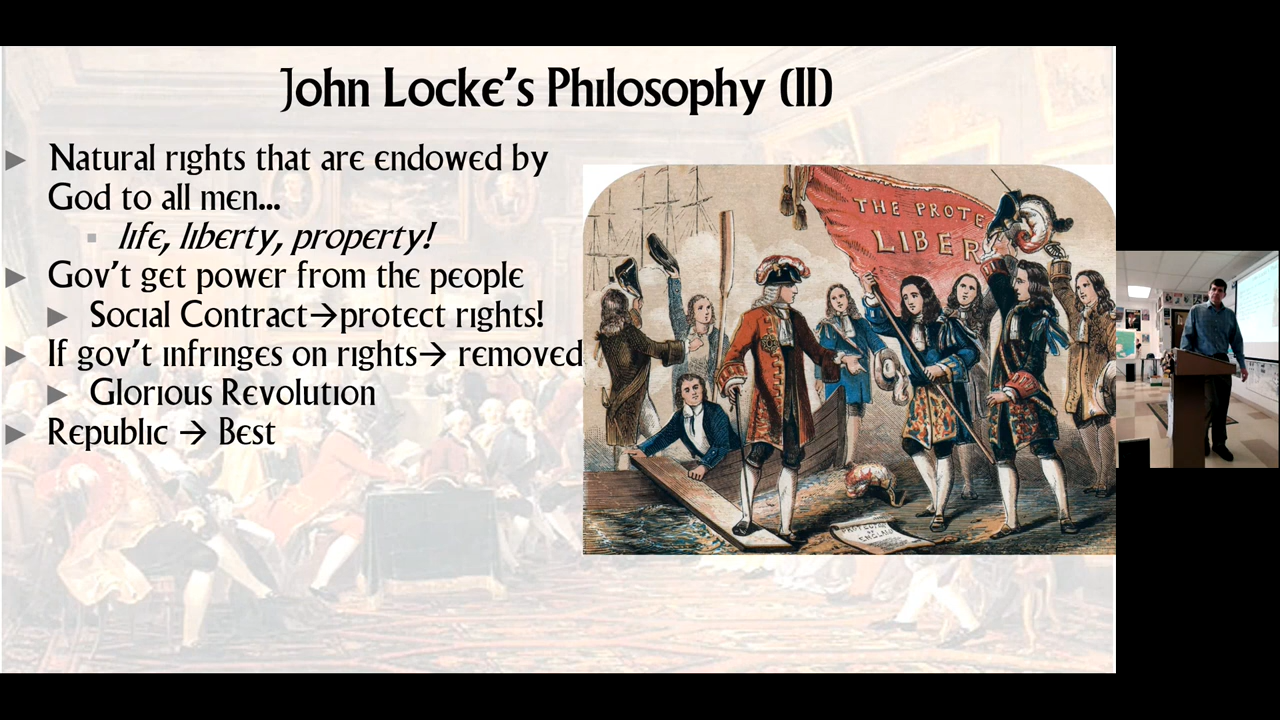 John Locke's Philosophy (II)
► Natural rights that are endowed by
God to all men...
▪ life, liberty, property!
► Gov't get power from the people
► Social Contract→protect rights!
► If gov't infringes on rights→ removed
► Glorious Revolution
► Republic → Best
THE PROTE
LIBER